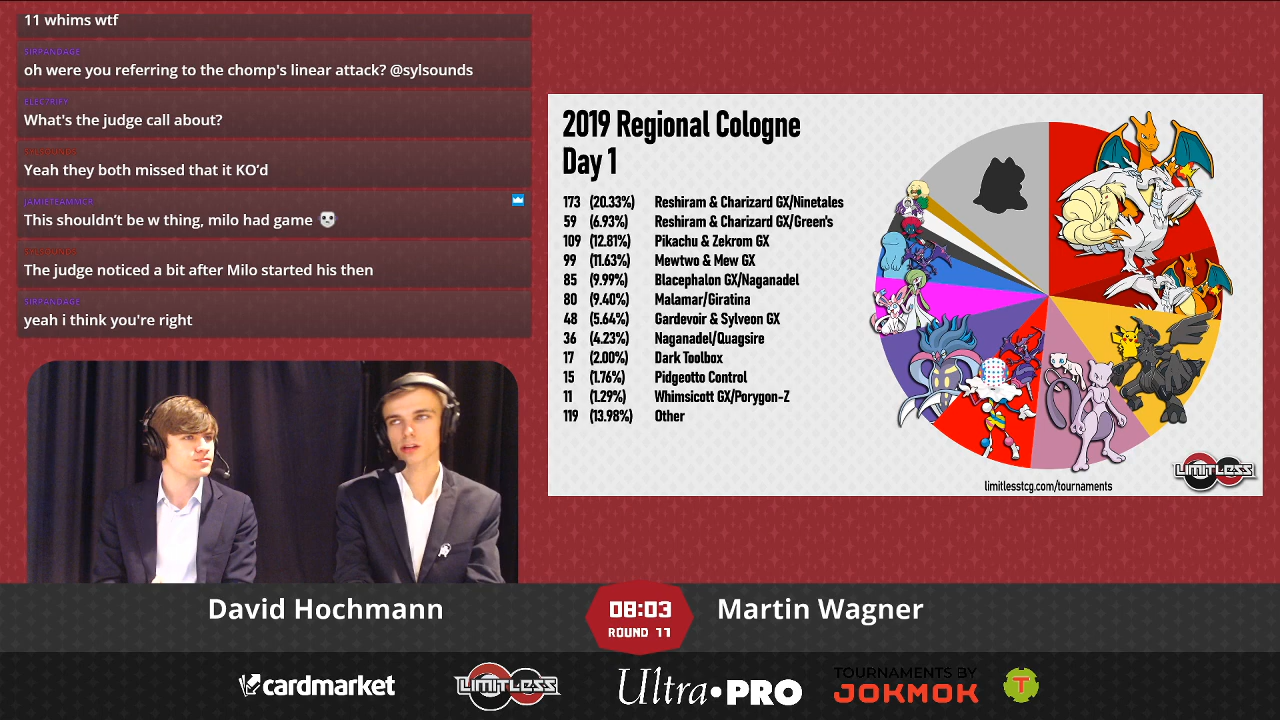 11 whims wtf
SIRPANDAGE
oh were you referring to the chomp's linear attack? @sylsounds
ELEC7RIFY
What's the judge call about?
Yeah they both missed that it KO’d
JAMIETEAMMCR
This shouldn’t be w thing, milo had game
The judge noticed a bit after Milo started his then
SIRPANDAGE
yeah i think you're right
2019 Regional Cologne
Day 1
173 (20.33%) Reshiram & Charizard GX/Ninetales
59 (6.93%) Reshiram & Charizard GX/Green's
109 (12.81%) Pikachu & Zekrom GX
99 (11.63%) Mewtwo & Mew GX
85 (9.99%) Blacephalon GX/Naganadel
80 (9.40%) Malamar/Giratina
48 (5.64%) Gardevoir & Sylveon GX
36 (4.23%) Naganadel/Quagsire
17 (2.00%) Dark Toolbox
15 (1.76%) Pidgeotto Control
11 (1.29%) Whimsicott GX/Porygon-Z
119 (13.98%) Other
LIMITLESS
limitlesstcg.com/tournaments
David Hochmann
08:03
ROUND 11
Martin Wagner
cardmarket
LIMITLESS
Ultra•PRO
TOURNAMENTS BY
JOKMOK
T